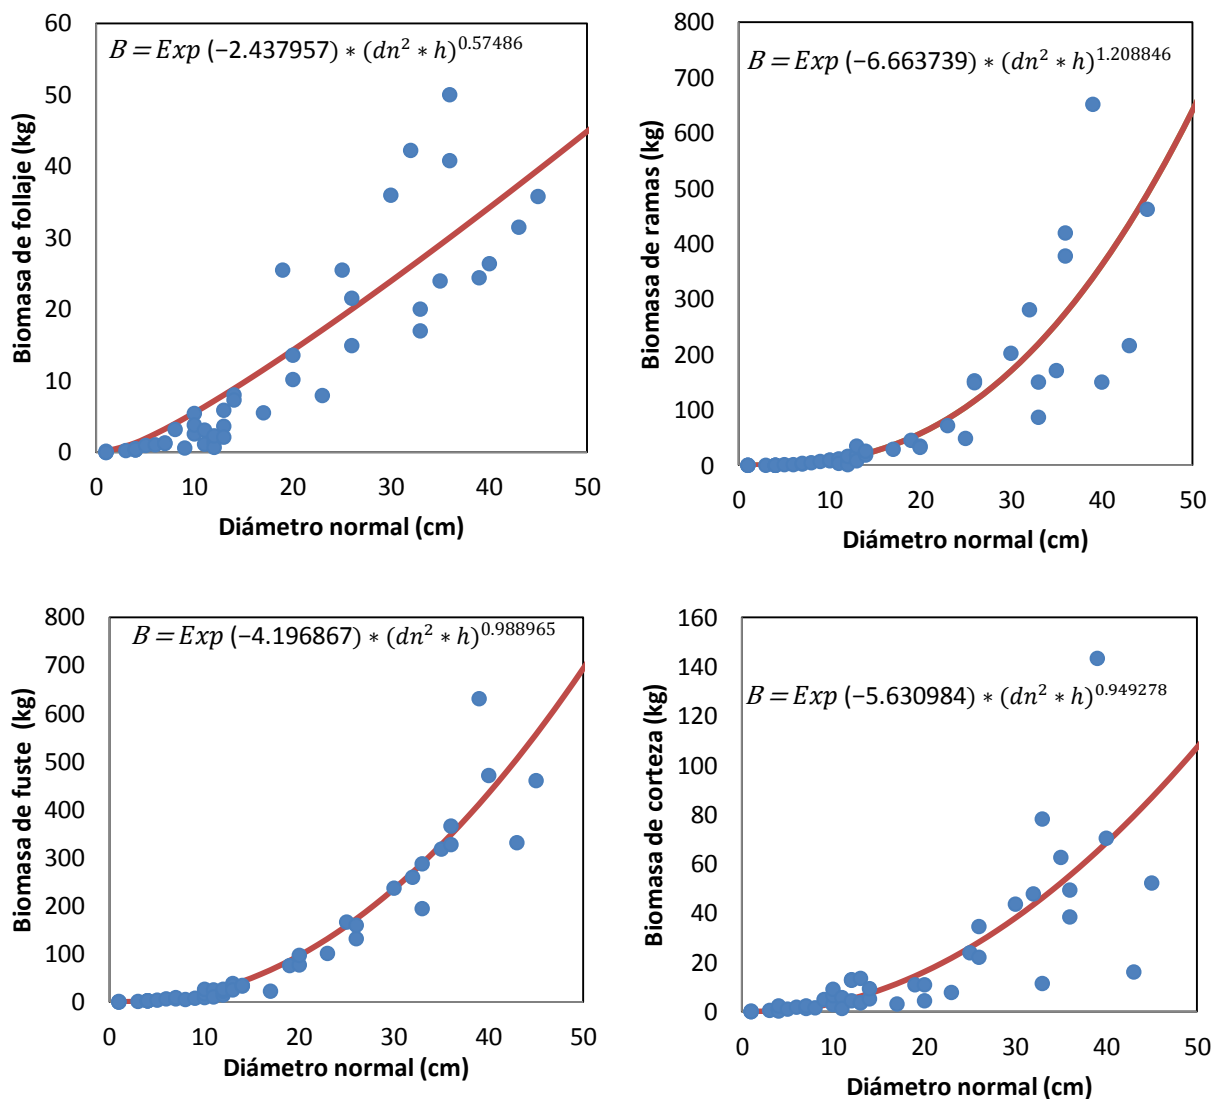 B = Exp (−2.437957) ∗ (dn² ∗ h)^0.57486
Biomasa de follaje (kg)
60
50
40
30
20
10
0
0 10 20 30 40 50
Diámetro normal (cm)
B = Exp (−6.663739) ∗ (dn² ∗ h)^1.208846
Biomasa de ramas (kg)
800
700
600
500
400
300
200
100
0
0 10 20 30 40 50
Diámetro normal (cm)
B = Exp (−4.196867) ∗ (dn² ∗ h)^0.988965
Biomasa de fuste (kg)
800
700
600
500
400
300
200
100
0
0 10 20 30 40 50
Diámetro normal (cm)
B = Exp (−5.630984) ∗ (dn² ∗ h)^0.949278
Biomasa de corteza (kg)
160
140
120
100
80
60
40
20
0
0 10 20 30 40 50
Diámetro normal (cm)